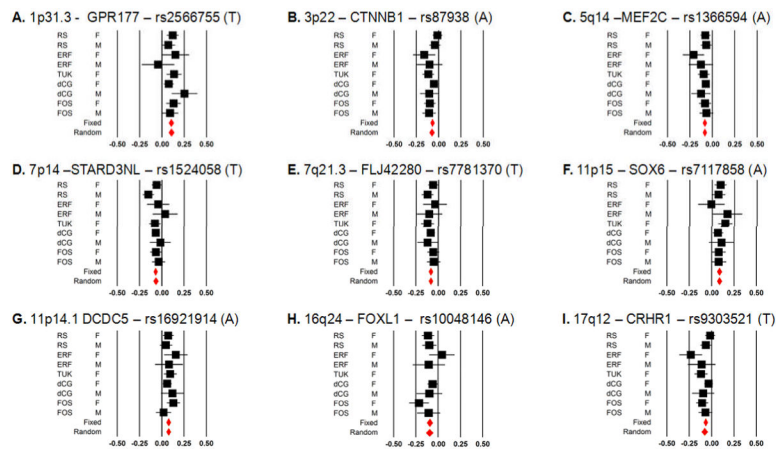 A. 1p31.3 - GPR177 – rs2566755 (T)
RS F
RS M
ERF F
ERF M
TUK F
dCG F
dCG M
FOS F
FOS M
Fixed
Random
-0.50 -0.25 0.00 0.25 0.50
B. 3p22 – CTNNB1 – rs87938 (A)
RS F
RS M
ERF F
ERF M
TUK F
dCG F
dCG M
FOS F
FOS M
Fixed
Random
-0.50 -0.25 0.00 0.25 0.50
C. 5q14 –MEF2C – rs1366594 (A)
RS F
RS M
ERF F
ERF M
TUK F
dCG F
dCG M
FOS F
FOS M
Fixed
Random
-0.50 -0.25 0.00 0.25 0.50
D. 7p14 –STARD3NL – rs1524058 (T)
RS F
RS M
ERF F
ERF M
TUK F
dCG F
dCG M
FOS F
FOS M
Fixed
Random
-0.50 -0.25 0.00 0.25 0.50
E. 7q21.3 – FLJ42280 – rs7781370 (T)
RS F
RS M
ERF F
ERF M
TUK F
dCG F
dCG M
FOS F
FOS M
Fixed
Random
-0.50 -0.25 0.00 0.25 0.50
F. 11p15 – SOX6 – rs7117858 (A)
RS F
RS M
ERF F
ERF M
TUK F
dCG F
dCG M
FOS F
FOS M
Fixed
Random
-0.50 -0.25 0.00 0.25 0.50
G. 11p14.1 DCDC5 – rs16921914 (A)
RS F
RS M
ERF F
ERF M
TUK F
dCG F
dCG M
FOS F
FOS M
Fixed
Random
-0.50 -0.25 0.00 0.25 0.50
H. 16q24 – FOXL1 – rs10048146 (A)
RS F
RS M
ERF F
ERF M
TUK F
dCG F
dCG M
FOS F
FOS M
Fixed
Random
-0.50 -0.25 0.00 0.25 0.50
I. 17q12 – CRHR1 – rs9303521 (T)
RS F
RS M
ERF F
ERF M
TUK F
dCG F
dCG M
FOS F
FOS M
Fixed
Random
-0.50 -0.25 0.00 0.25 0.50